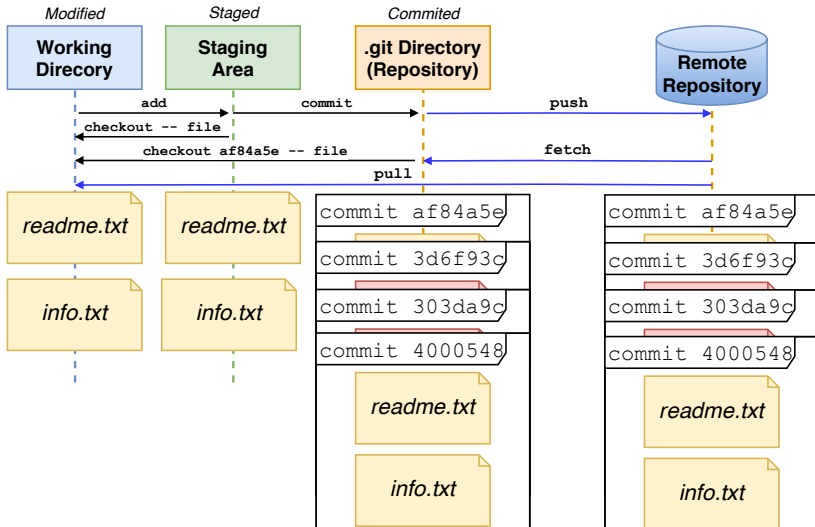 Modified
Staged
Commited
Working
Direcory
Staging
Area
.git Directory
(Repository)
Remote
Repository
add
commit
push
checkout -- file
checkout af84a5e -- file
fetch
pull
readme.txt
readme.txt
commit af84a5e
commit af84a5e
commit 3d6f93c
commit 3d6f93c
info.txt
info.txt
commit 303da9c
commit 303da9c
commit 4000548
commit 4000548
readme.txt
readme.txt
info.txt
info.txt